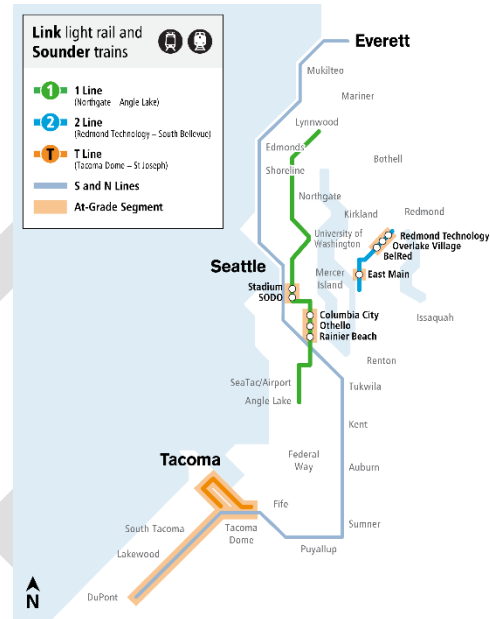 Link light rail and
Sounder trains
1
1 Line
(Northgate Angle Lake)
2
2 Line
(Redmond Technology – South Bellevue)
T
T Line
(Tacoma Dome – St Joseph)
S and N Lines
At-Grade Segment
Everett
Mukilteo
Mariner
Lynnwood
Edmonds
Shoreline
Bothell
Northgate
Kirkland
Redmond
University of
Washington
Redmond Technology
Overlake Village
BelRed
Seattle
Mercer
Island
East Main
Stadium
SODO
Columbia City
Othello
Rainier Beach
Issaquah
Renton
SeaTac/Airport
Angle Lake
Tukwila
Kent
Tacoma
Federal
Way
Auburn
Fife
South Tacoma
Tacoma
Dome
Sumner
Lakewood
Puyallup
DuPont
N